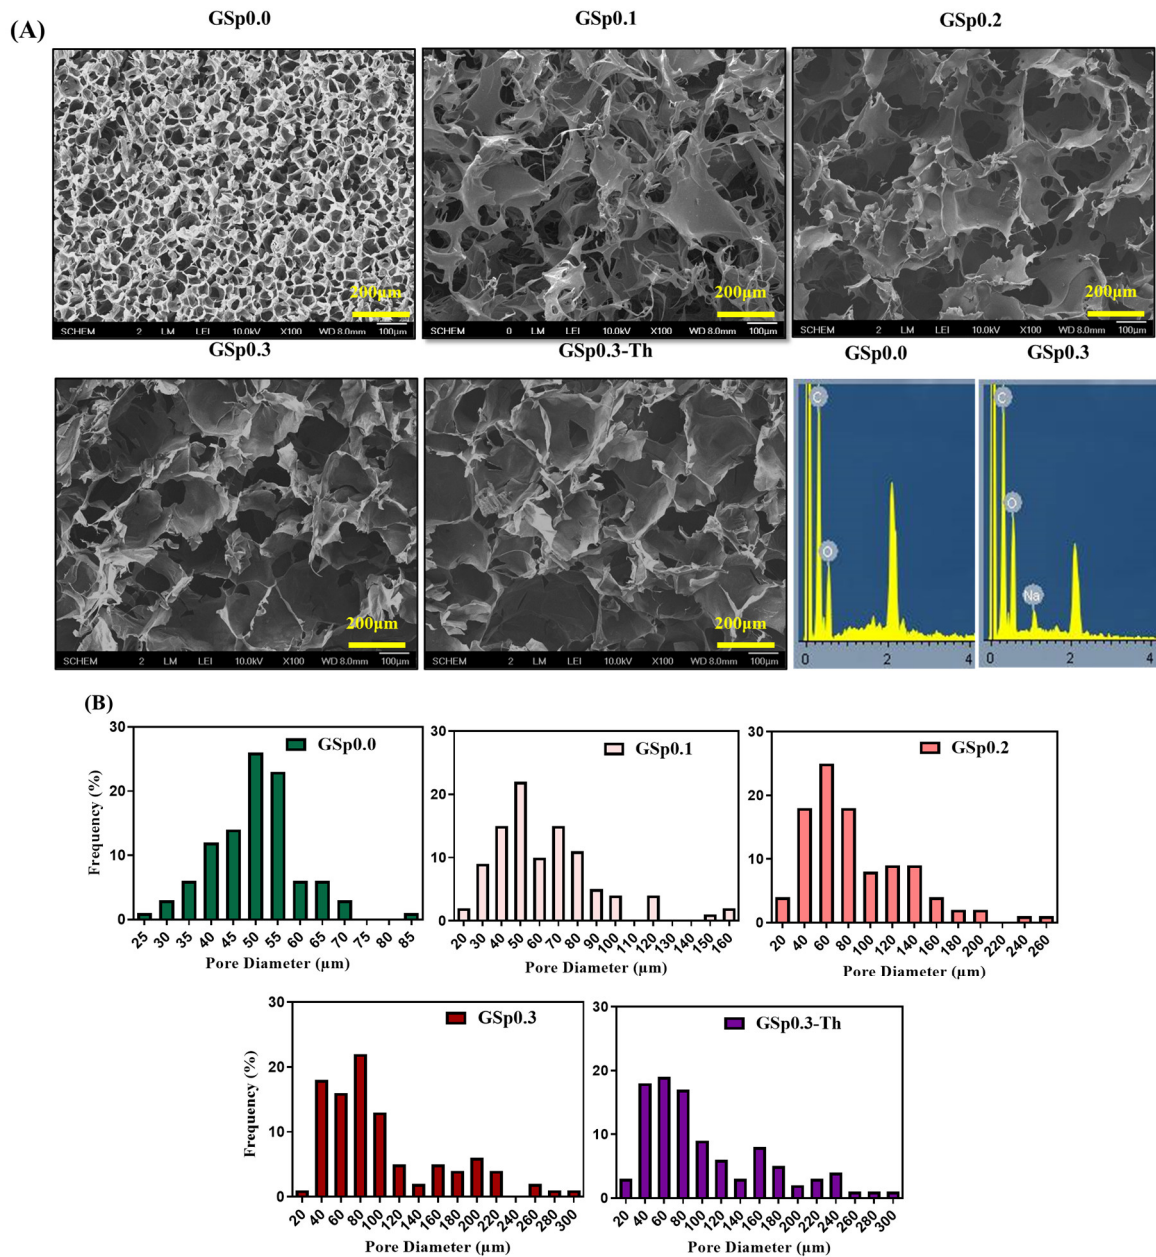 (A)
GSp0.0
GSp0.1
GSp0.2
200µm
SCHEM 2 LM LEI 10.0kV X100 WD 8.0mm 100µm
200µm
SCHEM 0 LM LEI 10.0kV X100 WD 8.0mm 100µm
200µm
SCHEM 2 LM LEI 10.0kV X100 WD 8.0mm 100µm
GSp0.3
GSp0.3-Th
GSp0.0
GSp0.3
200µm
SCHEM 2 LM LEI 10.0kV X100 WD 8.0mm 100µm
200µm
SCHEM 2 LM LEI 10.0kV X100 WD 8.0mm 100µm
C
O
0 2 4
C
O
Na
0 2 4
(B)
GSp0.0
Frequency (%)
30
20
10
0
25 30 35 40 45 50 55 60 65 70 75 80 85
Pore Diameter (µm)
GSp0.1
30
20
10
0
20 30 40 50 60 70 80 90 100 110 120 130 140 150 160
Pore Diameter (µm)
GSp0.2
30
20
10
0
20 40 60 80 100 120 140 160 180 200 220 240 260
Pore Diameter (µm)
GSp0.3
Frequency (%)
30
20
10
0
20 40 60 80 100 120 140 160 180 200 220 240 260 280 300
Pore Diameter (µm)
GSp0.3-Th
30
20
10
0
20 40 60 80 100 120 140 160 180 200 220 240 260 280 300
Pore Diameter (µm)